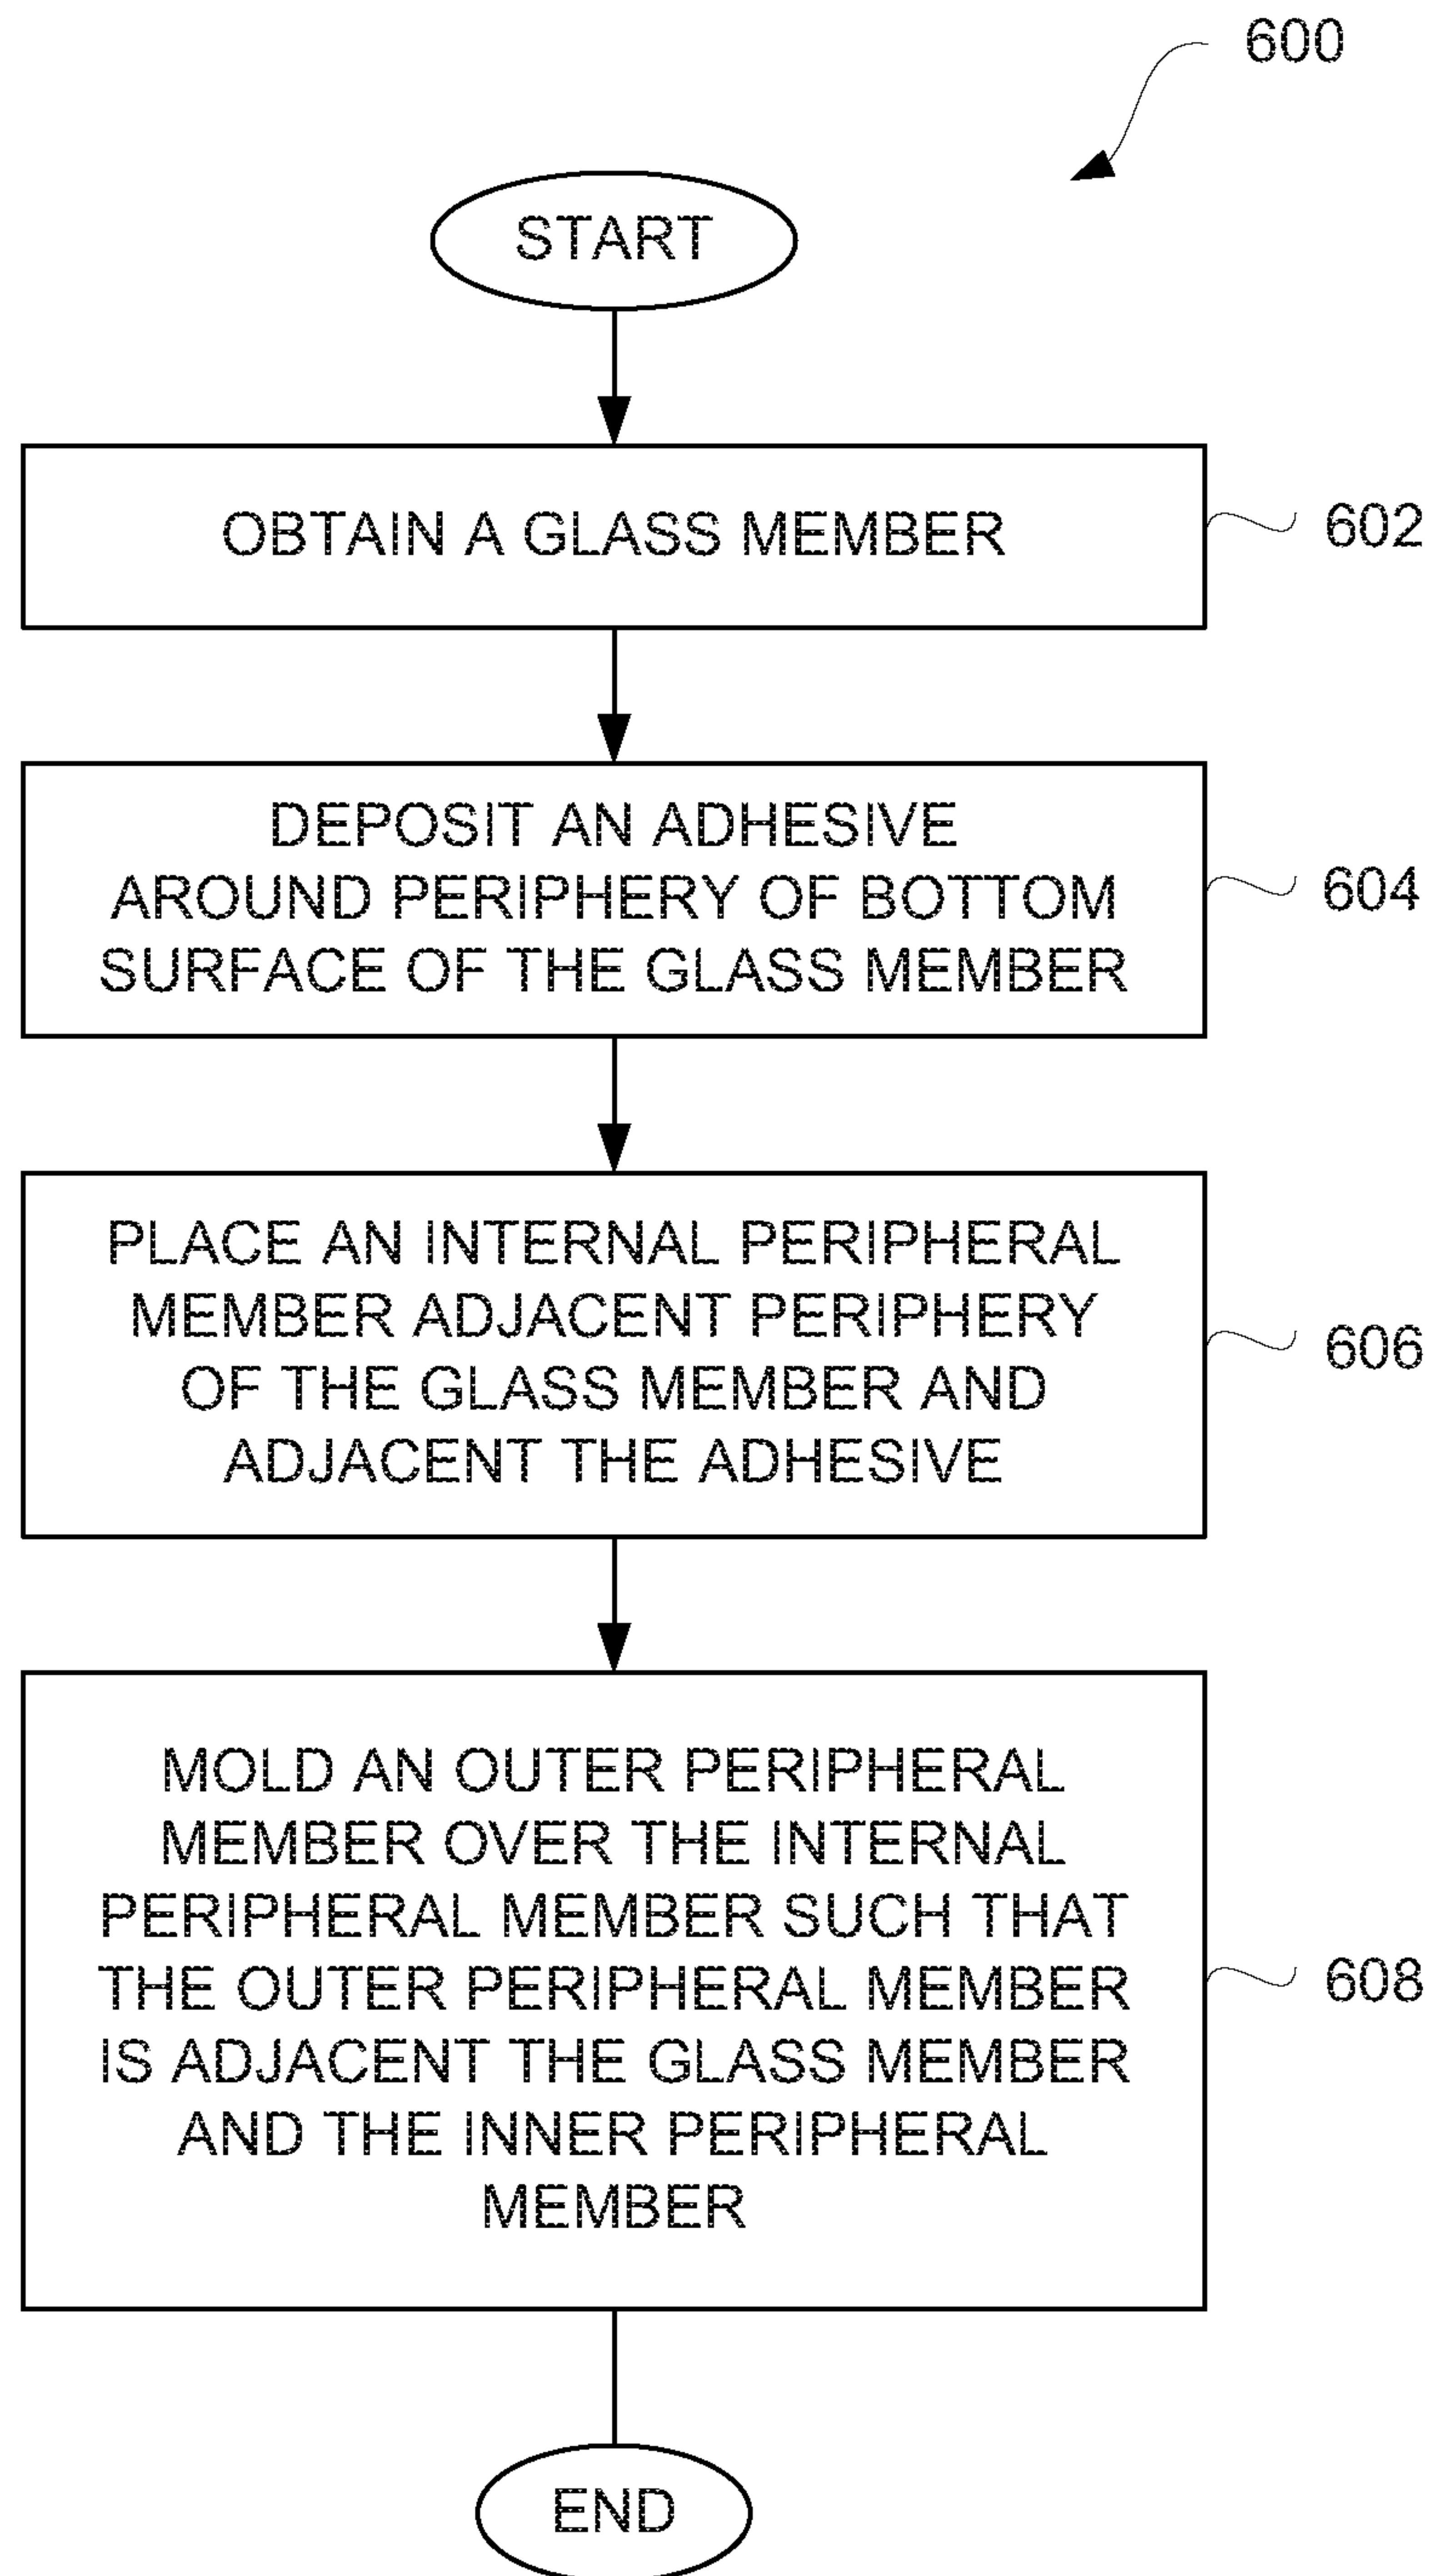 600
START
OBTAIN A GLASS MEMBER
602
DEPOSIT AN ADHESIVE
AROUND PERIPHERY OF BOTTOM
SURFACE OF THE GLASS MEMBER
604
PLACE AN INTERNAL PERIPHERAL
MEMBER ADJACENT PERIPHERY
OF THE GLASS MEMBER AND
ADJACENT THE ADHESIVE
606
MOLD AN OUTER PERIPHERAL
MEMBER OVER THE INTERNAL
PERIPHERAL MEMBER SUCH THAT
THE OUTER PERIPHERAL MEMBER
IS ADJACENT THE GLASS MEMBER
AND THE INNER PERIPHERAL
MEMBER
608
END